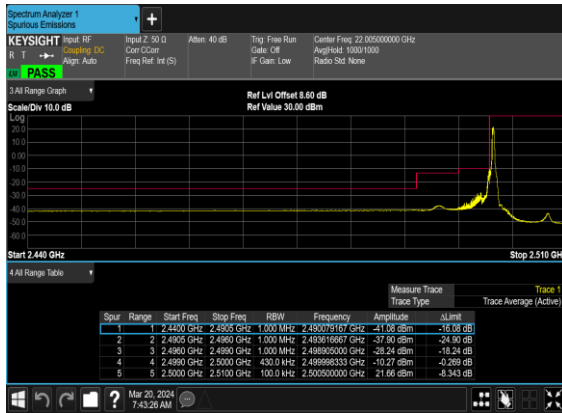 Spectrum Analyzer 1
Spurious Emissions
KEYSIGHT Input: RF Input Z: 50 Ω Atten: 40 dB Trig: Free Run Center Freq: 22.005000000 GHz
R T Coupling: DC Corr CCorr Gate: Off Avg|Hold: 1000/1000
Align: Auto Freq Ref: Int (S) IF Gain: Low Radio Std: None
PASS
3 All Range Graph
Ref Lvl Offset 8.60 dB
Scale/Div 10.0 dB Ref Value 30.00 dBm
Log
20.0
10.0
0.00
-10.0
-20.0
-30.0
-40.0
-50.0
-60.0
Start 2.440 GHz Stop 2.510 GH
4 All Range Table
Measure Trace Trace 1
Trace Type Trace Average (Active)
Spur Range Start Freq Stop Freq RBW Frequency Amplitude ΔLimit
1 1 2.4400 GHz 2.4905 GHz 1.000 MHz 2.490079167 GHz -41.08 dBm -16.08 dB
2 2 2.4905 GHz 2.4960 GHz 1.000 MHz 2.493616667 GHz -37.90 dBm -24.90 dB
3 3 2.4960 GHz 2.4990 GHz 1.000 MHz 2.498905000 GHz -28.24 dBm -18.24 dB
4 4 2.4990 GHz 2.5000 GHz 430.0 kHz 2.499998333 GHz -10.27 dBm -0.269 dB
5 5 2.5000 GHz 2.5100 GHz 100.0 kHz 2.500500000 GHz 21.66 dBm -8.343 dB
Mar 20, 2024
7:43:26 AM